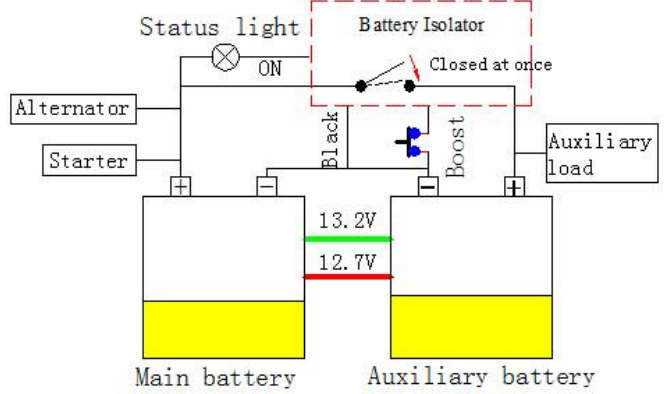 Status light
Battery Isolator
ON
Closed at once
Alternator
Black
Boost
Starter
Auxiliary
load
+
−
−
+
13.2V
12.7V
Main battery
Auxiliary battery